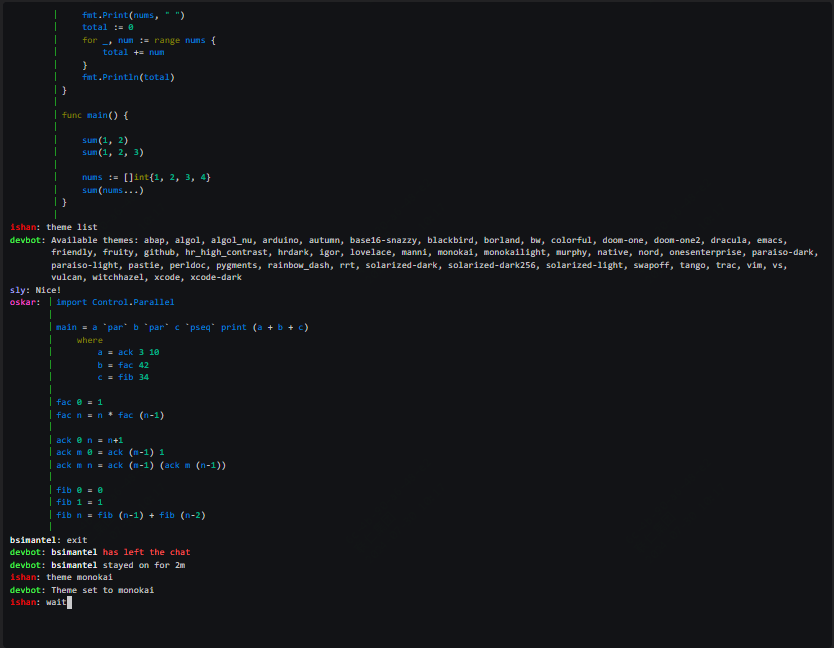 fmt.Print(nums, " ")
total := 0
for _, num := range nums {
total += num
}
fmt.Println(total)
}
func main() {
sum(1, 2)
sum(1, 2, 3)
nums := []int{1, 2, 3, 4}
sum(nums...)
}
ishan: theme list
devbot: Available themes: abap, algol, algol_nu, arduino, autumn, base16-snazzy, blackbird, borland, bw, colorful, doom-one, doom-one2, dracula, emacs,
friendly, fruity, github, hr_high_contrast, hrdark, igor, lovelace, manni, monokai, monokailight, murphy, native, nord, onesenterprise, paraiso-dark,
paraiso-light, pastie, perldoc, pygments, rainbow_dash, rrt, solarized-dark, solarized-dark256, solarized-light, swapoff, tango, trac, vim, vs,
vulcan, witchhazel, xcode, xcode-dark
sly: Nice!
oskar: import Control.Parallel
main = a `par` b `par` c `pseq` print (a + b + c)
where
a = ack 3 10
b = fac 42
c = fib 34
fac 0 = 1
fac n = n * fac (n-1)
ack 0 n = n+1
ack m 0 = ack (m-1) 1
ack m n = ack (m-1) (ack m (n-1))
fib 0 = 0
fib 1 = 1
fib n = fib (n-1) + fib (n-2)
bsimantel: exit
devbot: bsimantel has left the chat
devbot: bsimantel stayed on for 2m
ishan: theme monokai
devbot: Theme set to monokai
ishan: wait